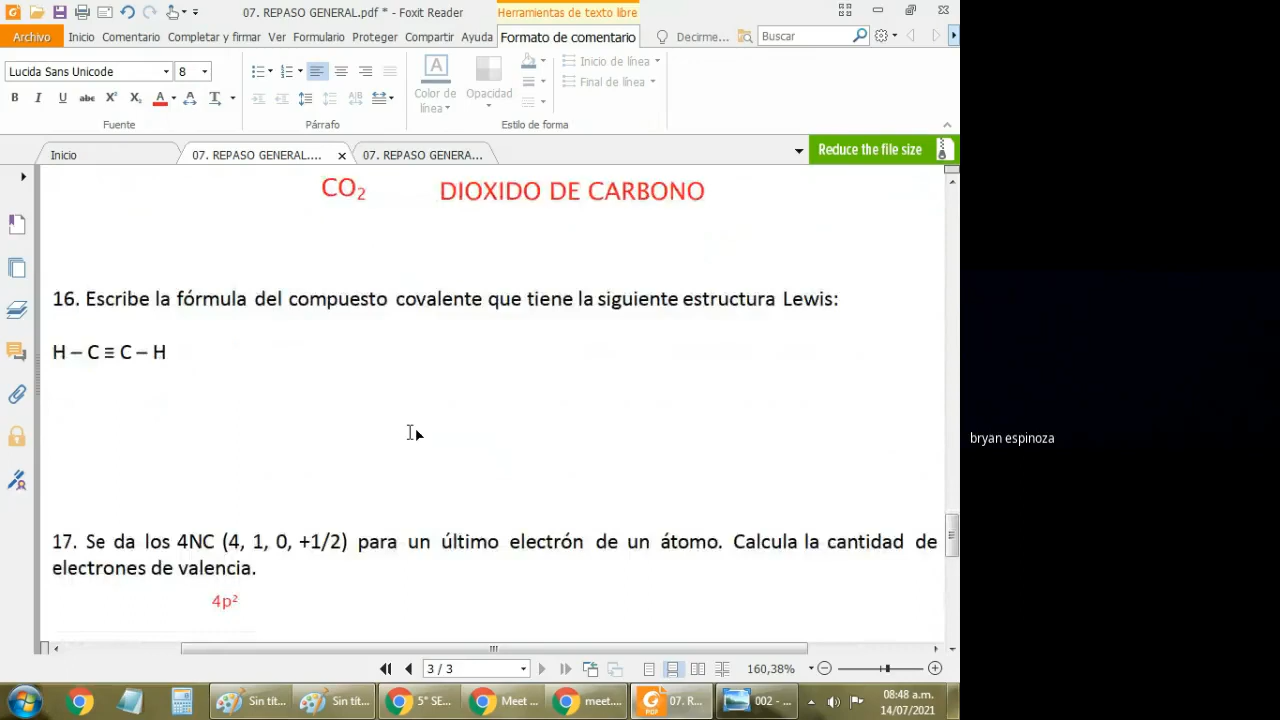 07. REPASO GENERAL.pdf * - Foxit Reader
Herramientas de texto libre
Archivo Inicio Comentario Completar y firmar Ver Formulario Proteger Compartir Ayuda Formato de comentario Decirme... Buscar
Lucida Sans Unicode 8
Inicio de línea
Final de línea
Color de línea
Opacidad
Fuente Párrafo Estilo de forma
Inicio 07. REPASO GENERAL.... 07. REPASO GENERA... Reduce the file size
CO₂ DIOXIDO DE CARBONO
16. Escribe la fórmula del compuesto covalente que tiene la siguiente estructura Lewis:
H – C ≡ C – H
bryan espinoza
17. Se da los 4NC (4, 1, 0, +1/2) para un último electrón de un átomo. Calcula la cantidad de
electrones de valencia.
4p²
3 / 3 160,38%
Sin tít... Sin tít... 5° SE... Meet ... meet.... 07. R... 002 - ...
08:48 a.m.
14/07/2021